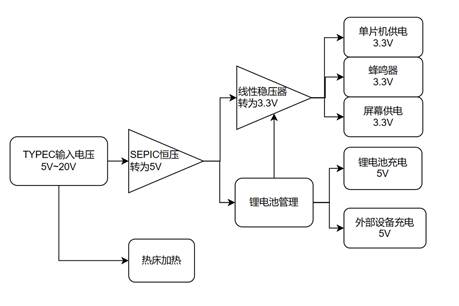 TYPEC输入电压
5V~20V
SEPIC恒压
转为5V
线性稳压器
转为3.3V
单片机供电
3.3V
蜂鸣器
3.3V
屏幕供电
3.3V
锂电池管理
锂电池充电
5V
外部设备充电
5V
热床加热